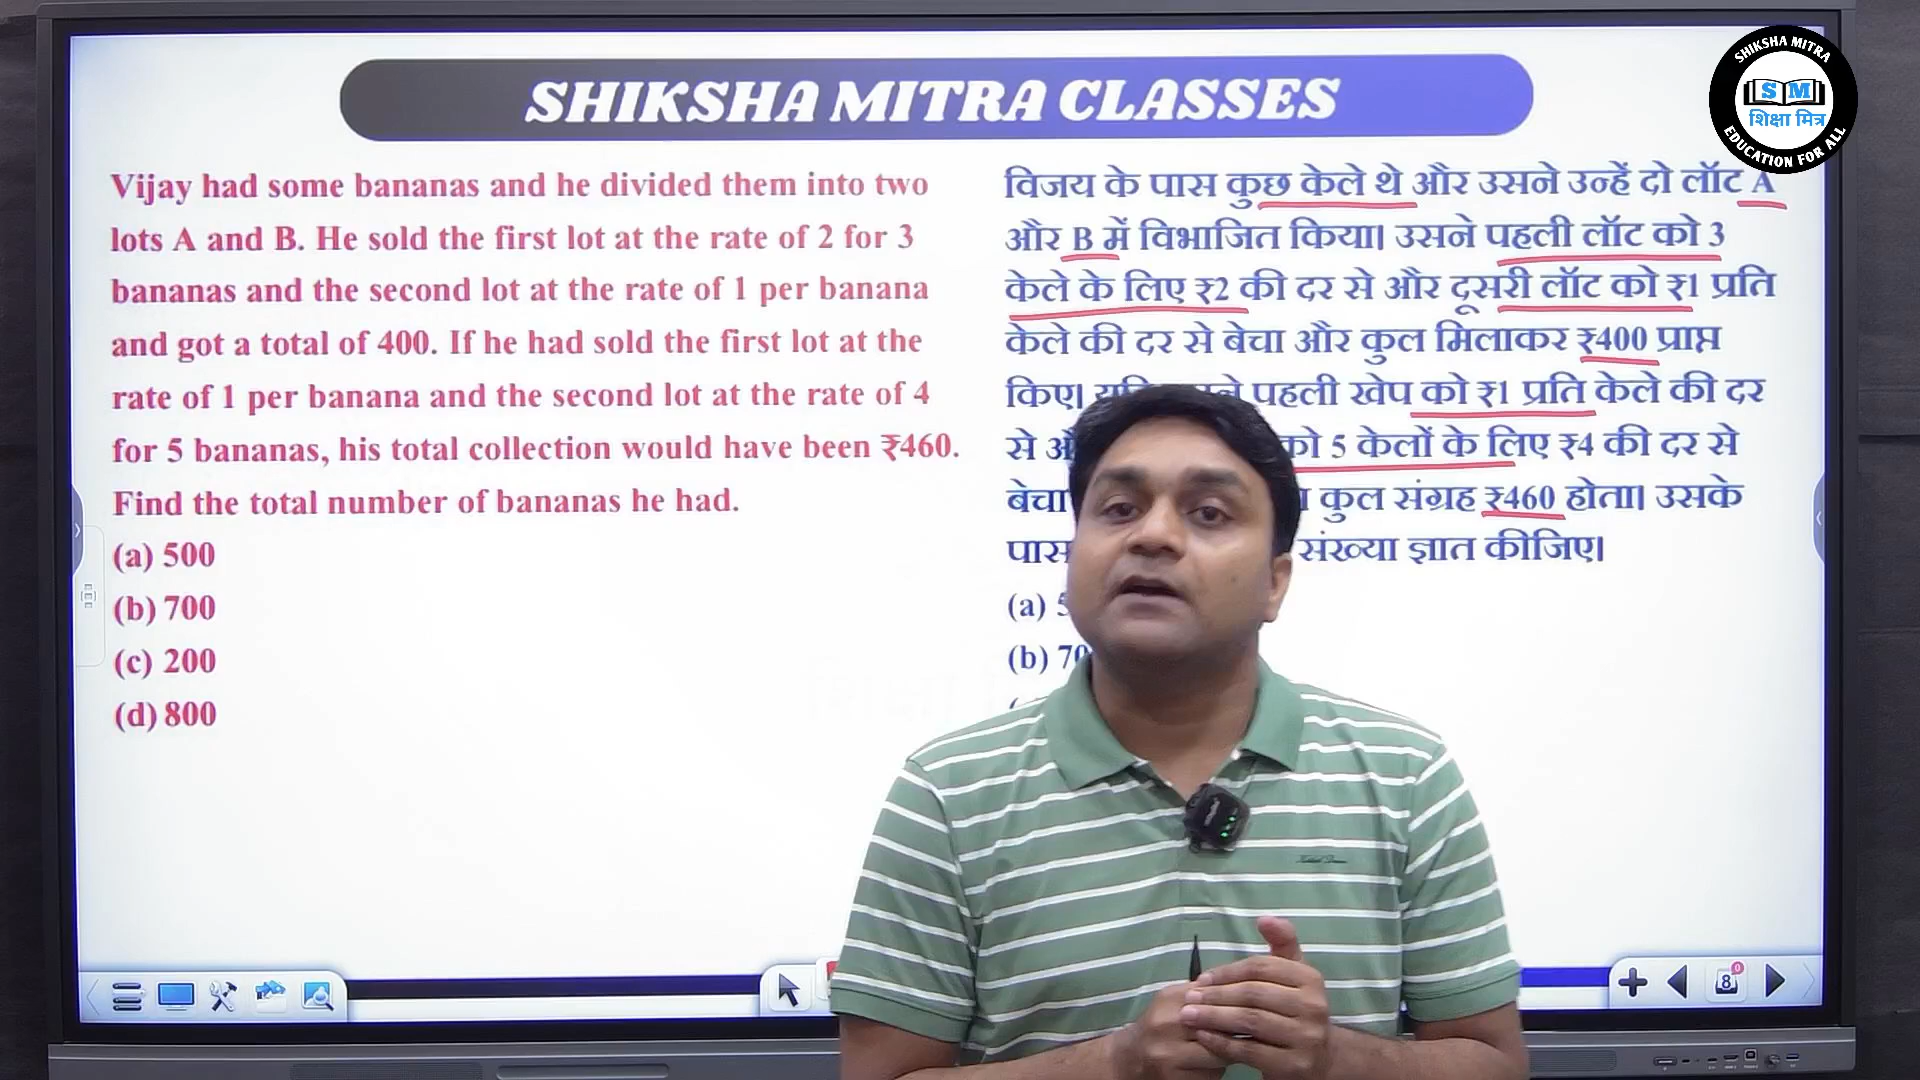 SHIKSHA MITRA CLASSES
SHIKSHA MITRA
S M
शिक्षा मित्र
EDUCATION FOR ALL
Vijay had some bananas and he divided them into two
lots A and B. He sold the first lot at the rate of 2 for 3
bananas and the second lot at the rate of 1 per banana
and got a total of 400. If he had sold the first lot at the
rate of 1 per banana and the second lot at the rate of 4
for 5 bananas, his total collection would have been ₹460.
Find the total number of bananas he had.
(a) 500
(b) 700
(c) 200
(d) 800
विजय के पास कुछ केले थे और उसने उन्हें दो लॉट A
और B में विभाजित किया। उसने पहली लॉट को 3
केले के लिए ₹2 की दर से और दूसरी लॉट को ₹1 प्रति
केले की दर से बेचा और कुल मिलाकर ₹400 प्राप्त
किए। पहली खेप को ₹1 प्रति केले की दर
से को 5 केलों के लिए ₹4 की दर से
बेचा कुल संग्रह ₹460 होता। उसके
पास संख्या ज्ञात कीजिए।
(a)
(b)
8
0